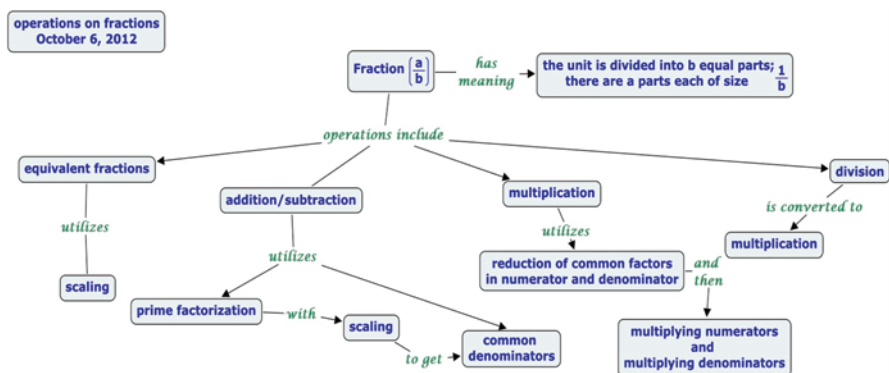 operations on fractions
October 6, 2012
Fraction (a/b)
has
meaning
the unit is divided into b equal parts;
there are a parts each of size 1/b
operations include
equivalent fractions
addition/subtraction
multiplication
division
utilizes
utilizes
utilizes
is converted to
multiplication
scaling
reduction of common factors
in numerator and denominator
and
then
prime factorization
with
scaling
to get
common
denominators
multiplying numerators
and
multiplying denominators